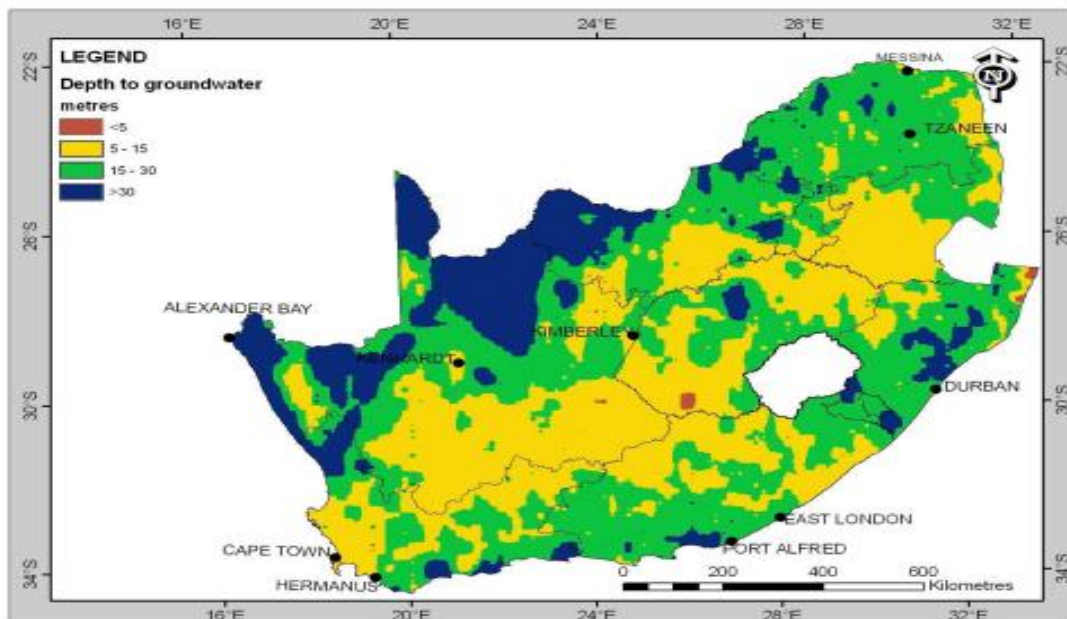 16°E 20°E 24°E 28°E 32°E
LEGEND
Depth to groundwater
metres
<5
5 - 15
15 - 30
>30
22°S
22°S
MESSINA
N
TZANEEN
26°S
26°S
ALEXANDER BAY
KIMBERLEY
KENHARDT
DURBAN
30°S
30°S
EAST LONDON
CAPE TOWN
PORT ALFRED
HERMANUS
34°S
34°S
0 200 400 600
Kilometres
16°E 20°E 24°E 28°E 32°E